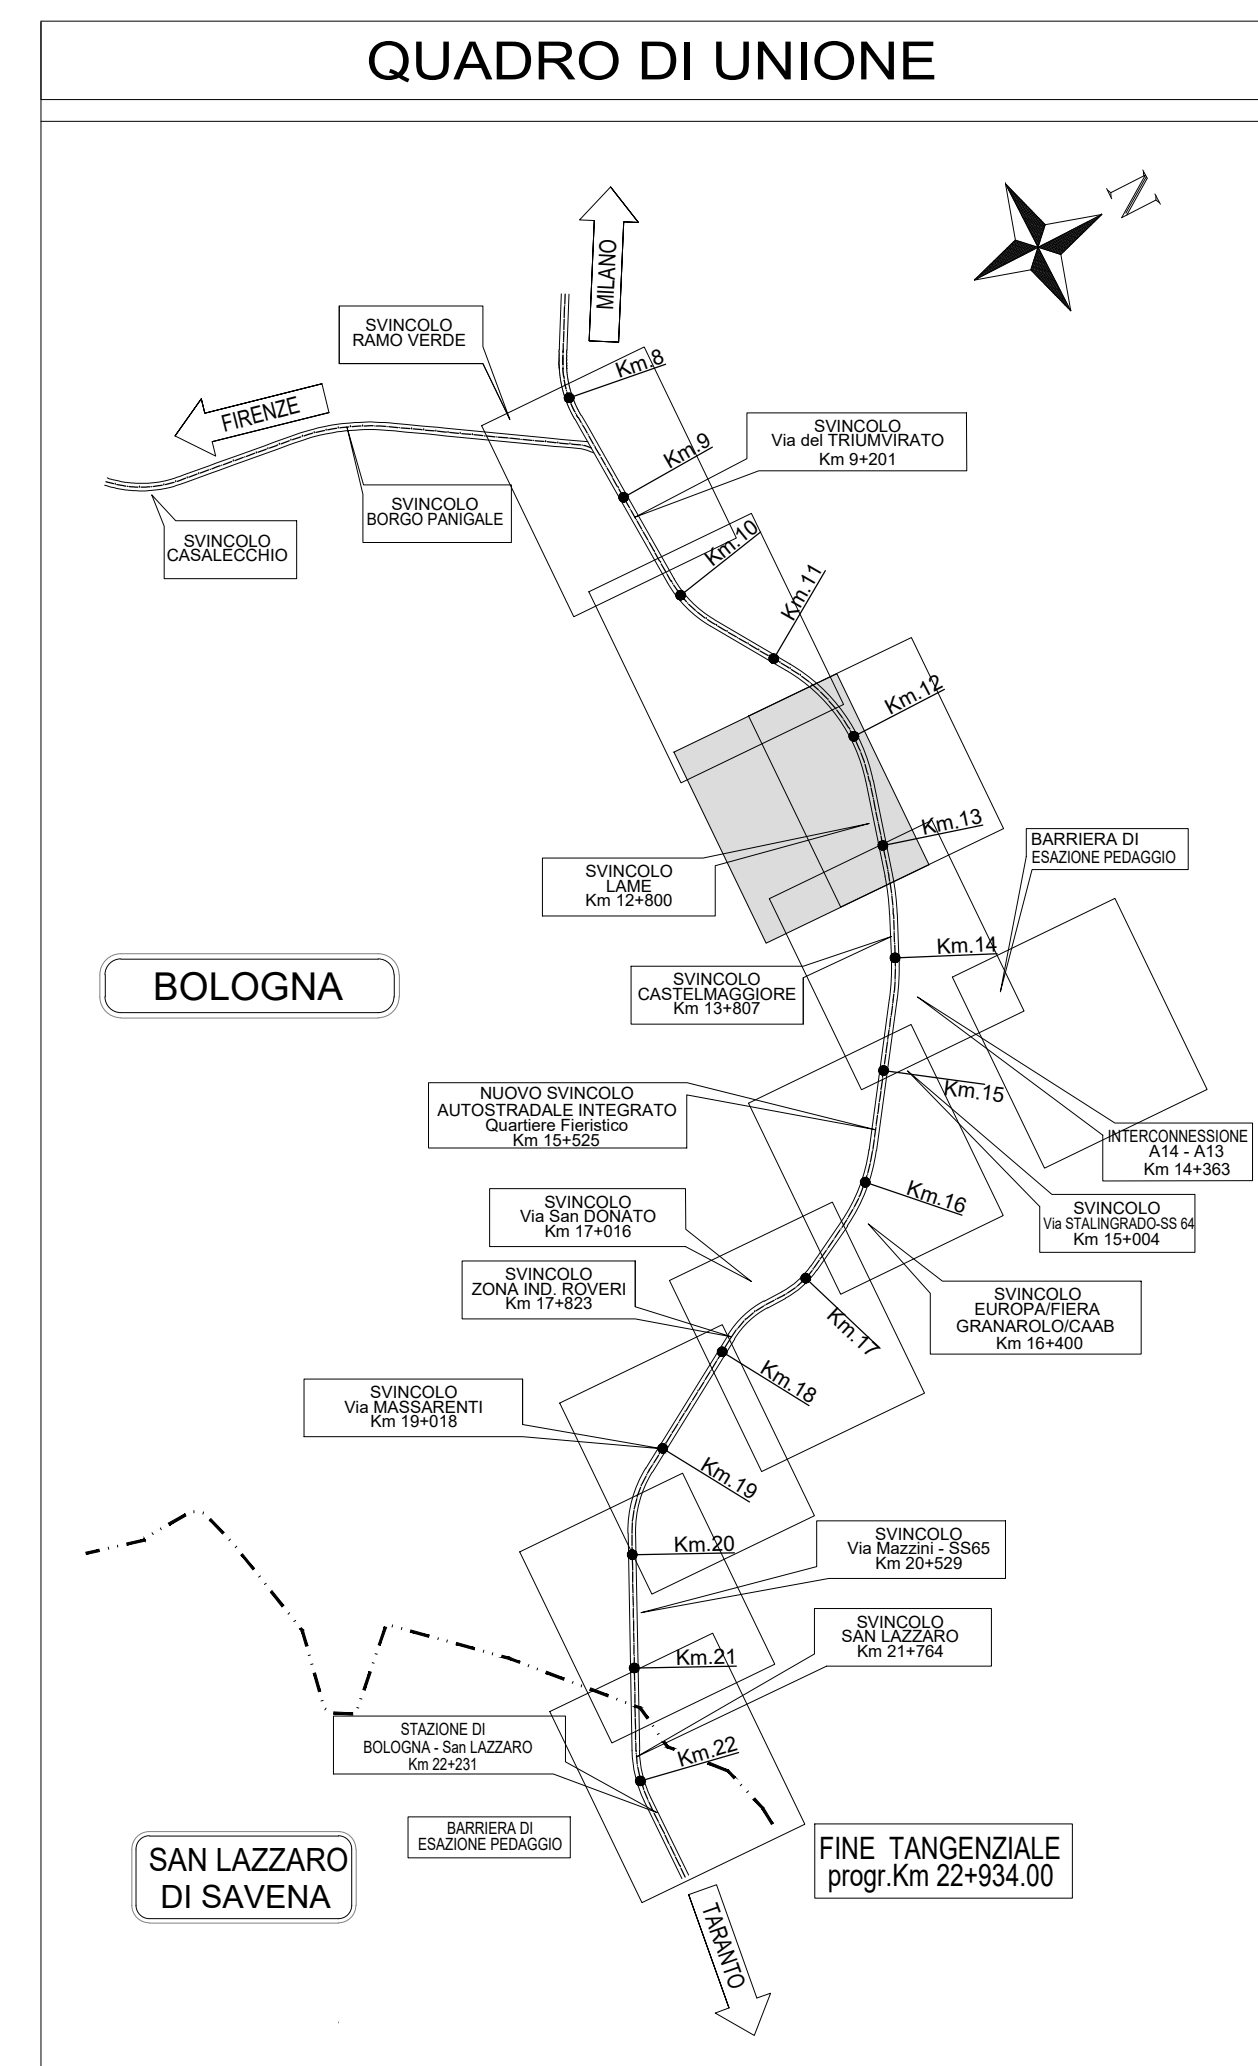 QUADRO DI UNIONE
N
MILANO
SVINCOLO
RAMO VERDE
Km.8
FIRENZE
SVINCOLO
Via del TRIUMVIRATO
Km 9+201
Km.9
SVINCOLO
BORGO PANIGALE
SVINCOLO
CASALECCHIO
Km.10
Km.11
Km.12
Km.13
BARRIERA DI
ESAZIONE PEDAGGIO
SVINCOLO
LAME
Km 12+800
Km.14
BOLOGNA
SVINCOLO
CASTELMAGGIORE
Km 13+807
Km.15
NUOVO SVINCOLO
AUTOSTRADALE INTEGRATO
Quartiere Fieristico
Km 15+525
INTERCONNESSIONE
A14 - A13
Km 14+363
Km.16
SVINCOLO
Via San DONATO
Km 17+016
SVINCOLO
Via STALINGRADO-SS 64
Km 15+004
SVINCOLO
ZONA IND. ROVERI
Km 17+823
SVINCOLO
EUROPA/FIERA
GRANAROLO/CAAB
Km 16+400
Km.17
Km.18
SVINCOLO
Via MASSARENTI
Km 19+018
Km.19
Km.20
SVINCOLO
Via Mazzini - SS65
Km 20+529
SVINCOLO
SAN LAZZARO
Km 21+764
Km.21
STAZIONE DI
BOLOGNA - San LAZZARO
Km 22+231
Km.22
BARRIERA DI
ESAZIONE PEDAGGIO
SAN LAZZARO
DI SAVENA
FINE TANGENZIALE
progr.Km 22+934.00
TARANTO